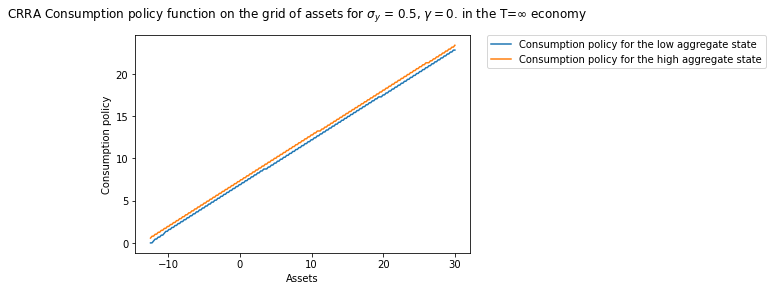 CRRA Consumption policy function on the grid of assets for σy = 0.5, γ = 0. in the T=∞ economy
Consumption policy for the low aggregate state
Consumption policy for the high aggregate state
Consumption policy
20
15
10
5
0
−10
0
10
20
30
Assets